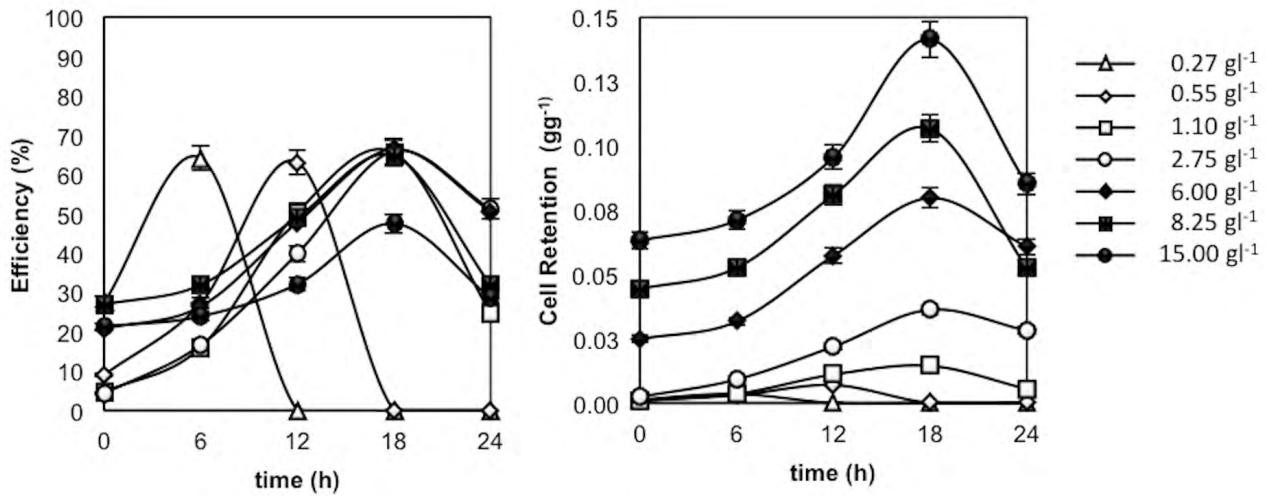 100
90
80
70
60
50
40
30
20
10
0
Efficiency (%)
0 6 12 18 24
time (h)
0.15
0.13
0.10
0.08
0.05
0.03
0.00
Cell Retention (gg⁻¹)
0 6 12 18 24
time (h)
0.27 gl⁻¹
0.55 gl⁻¹
1.10 gl⁻¹
2.75 gl⁻¹
6.00 gl⁻¹
8.25 gl⁻¹
15.00 gl⁻¹